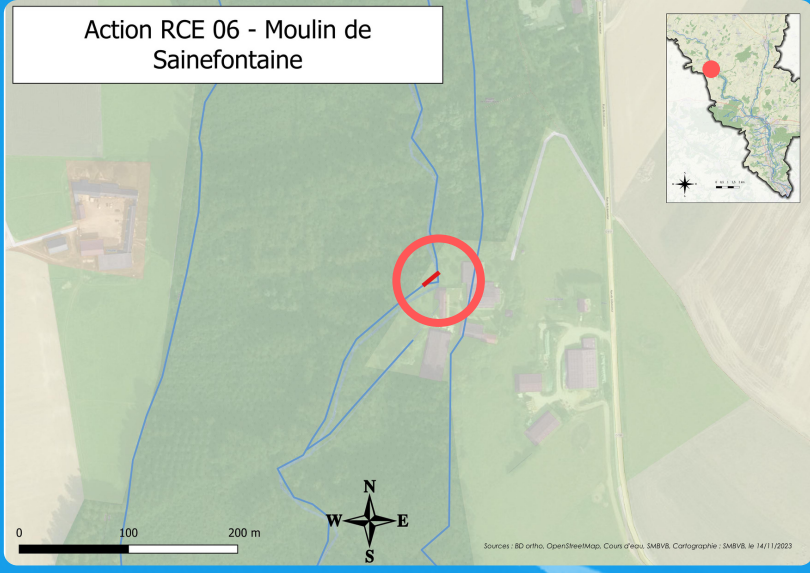 Action RCE 06 - Moulin de
Sainefontaine
N
W E
S
0 100 200 m
Sources : BD ortho, OpenStreetMap, Cours d'eau, SMBVB, Cartographie : SMBVB, le 14/11/2023